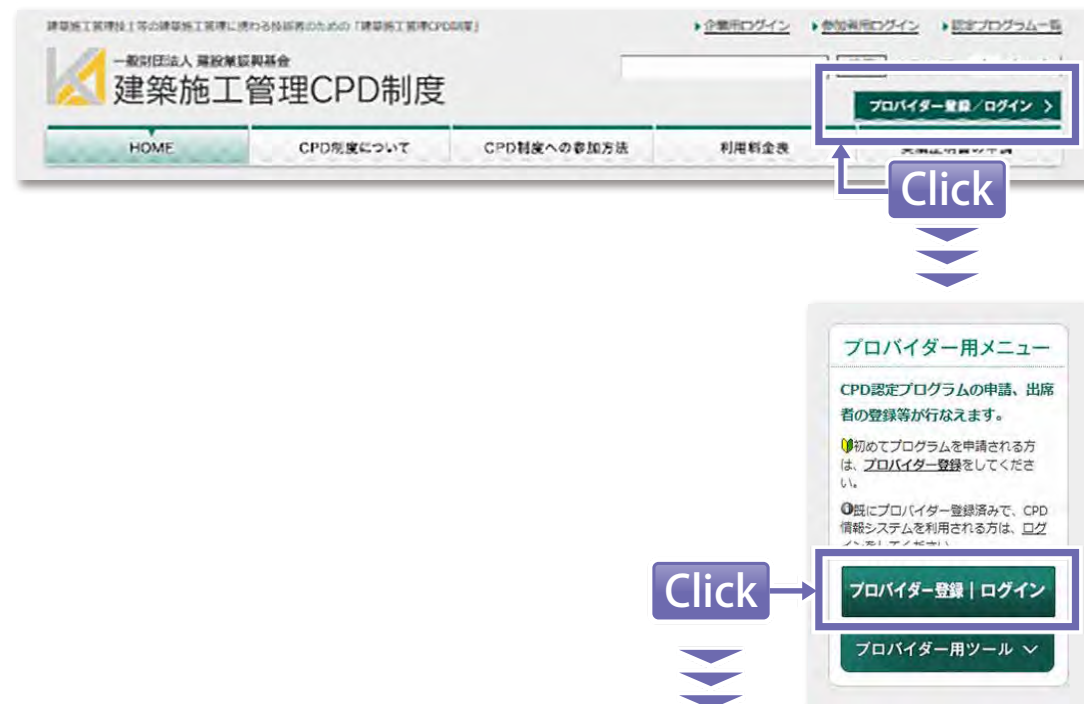 建築施工管理技士等の建築施工管理に携わる技術者のための「建築施工管理CPD制度」
企業用ログイン 参加者用ログイン 認定プログラム一覧
一般財団法人 建設業振興基金
建築施工管理CPD制度
プロバイダー登録／ログイン
HOME CPD制度について CPD制度への参加方法 利用料金表
Click
プロバイダー用メニュー
CPD認定プログラムの申請、出席
者の登録等が行なえます。
初めてプログラムを申請される方
は、プロバイダー登録をしてくださ
い。
既にプロバイダー登録済みで、CPD
情報システムを利用される方は、ログ
インをしてください。
Click
プロバイダー登録｜ログイン
プロバイダー用ツール